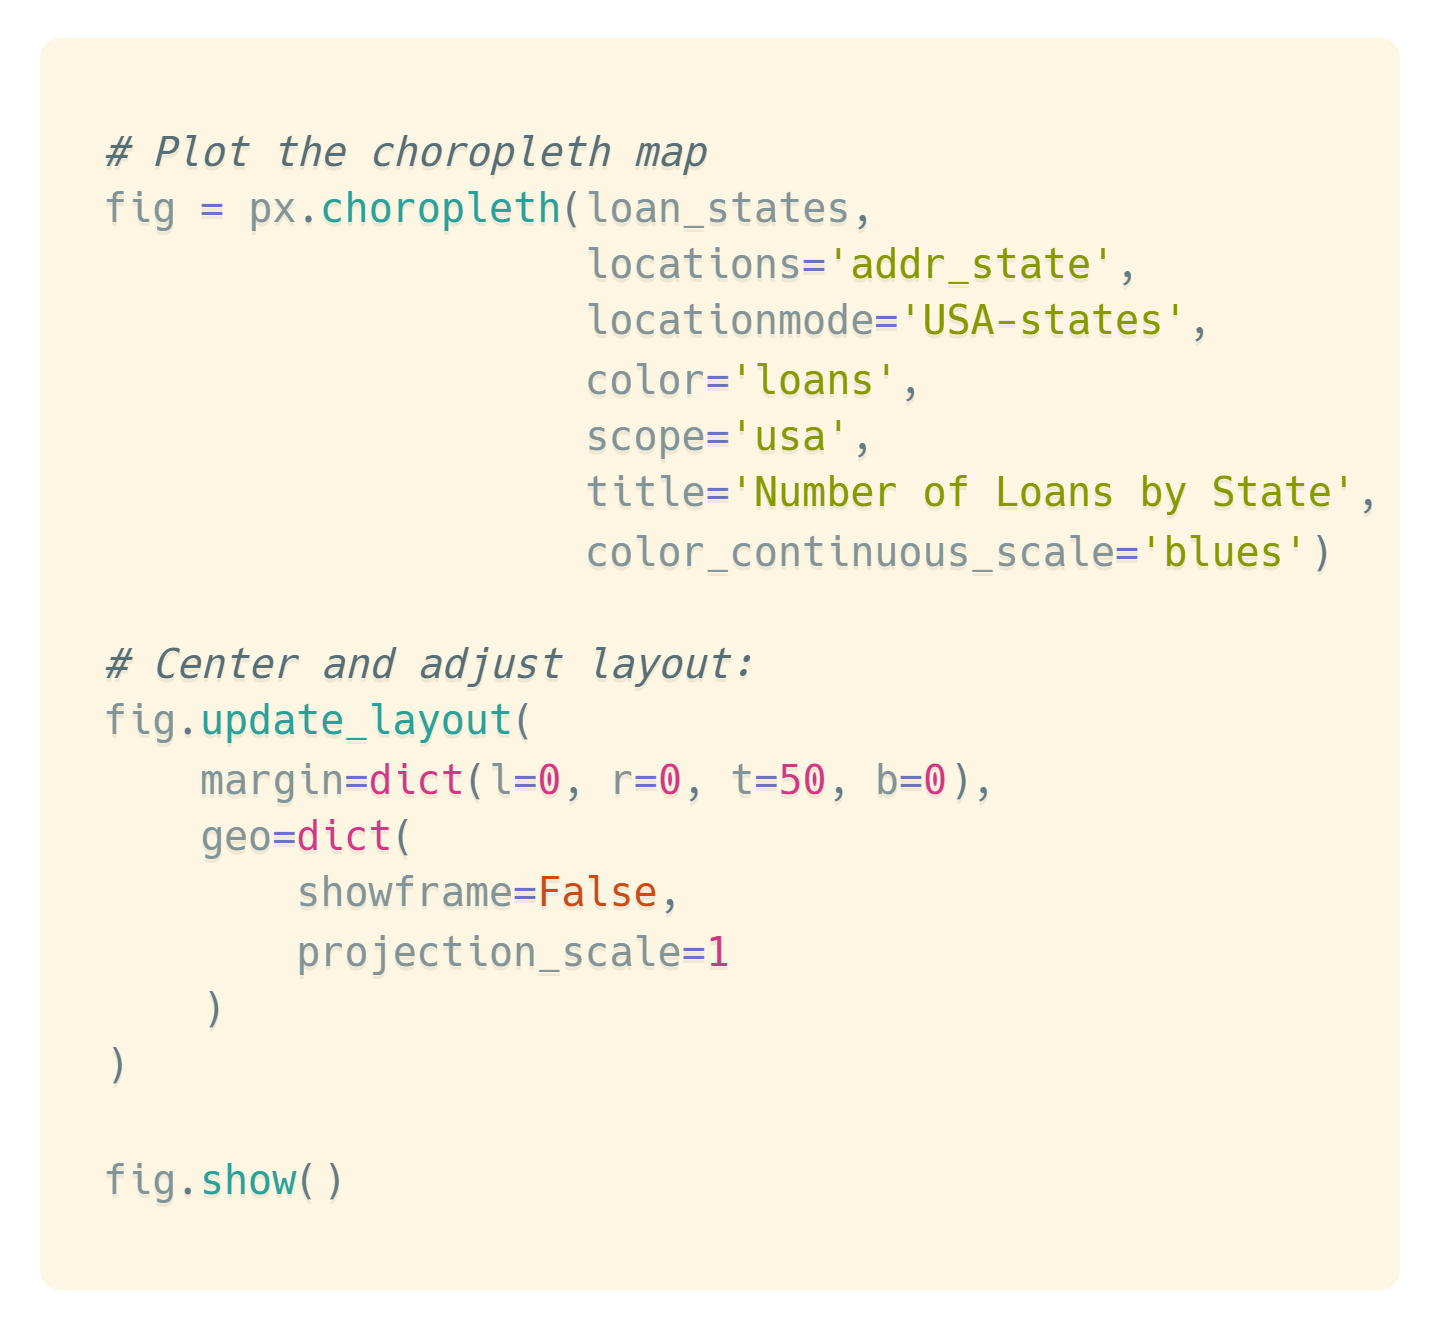 # Plot the choropleth map
fig = px.choropleth(loan_states,
                    locations='addr_state',
                    locationmode='USA-states',
                    color='loans',
                    scope='usa',
                    title='Number of Loans by State',
                    color_continuous_scale='blues')

# Center and adjust layout:
fig.update_layout(
    margin=dict(l=0, r=0, t=50, b=0),
    geo=dict(
        showframe=False,
        projection_scale=1
    )
)

fig.show()